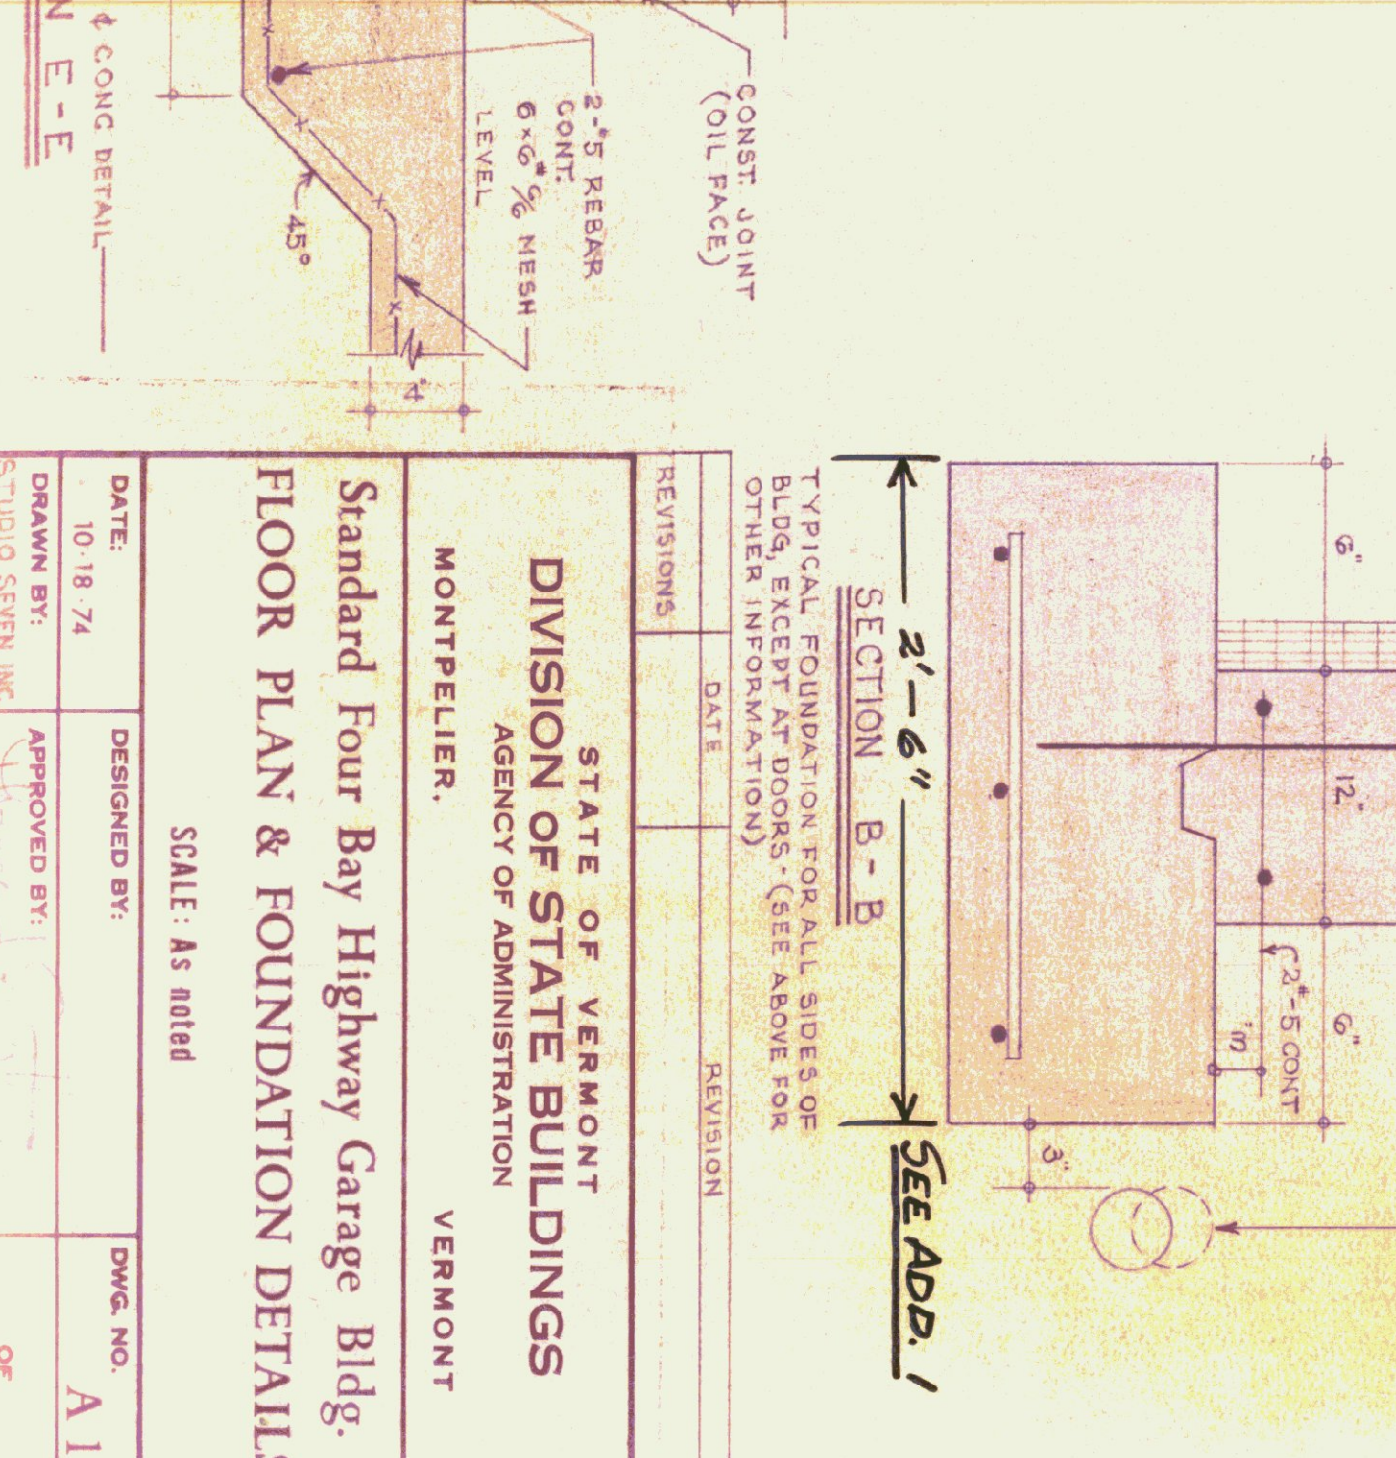 6"
12"
6"
2#-5 CONT
3"
3"
2'-6"
SEE ADD. 1
SECTION B-B
TYPICAL FOUNDATION FOR ALL SIDES OF
BLDG, EXCEPT AT DOORS-(SEE ABOVE FOR
OTHER INFORMATION)
CONST. JOINT
(OIL FACE)
2-#5 REBAR
CONT.
6×6 #6/6 MESH
LEVEL
45°
4"
¢ CONC DETAIL
N E-E
REVISIONS
DATE
REVISION
STATE OF VERMONT
DIVISION OF STATE BUILDINGS
AGENCY OF ADMINISTRATION
MONTPELIER. VERMONT
Standard Four Bay Highway Garage Bldg.
FLOOR PLAN & FOUNDATION DETAILS
SCALE: As noted
DATE:
10·18·74
DESIGNED BY:
DWG. NO.
A 1
DRAWN BY:
STUDIO SEVEN INC.
APPROVED BY:
OF